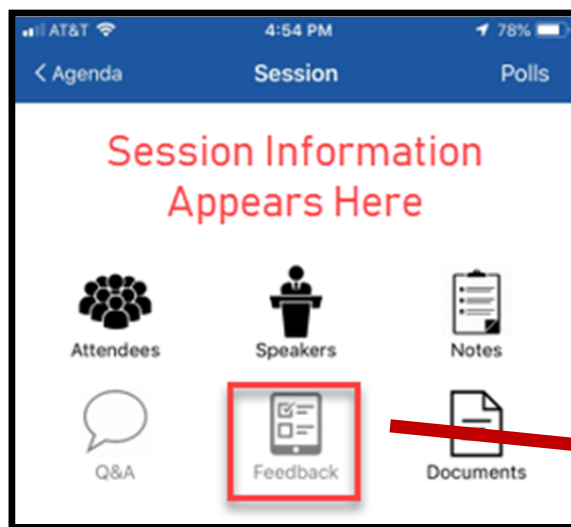 AT&T 4:54 PM 78%
< Agenda Session Polls
Session Information
Appears Here
Attendees Speakers Notes
Q&A Feedback Documents